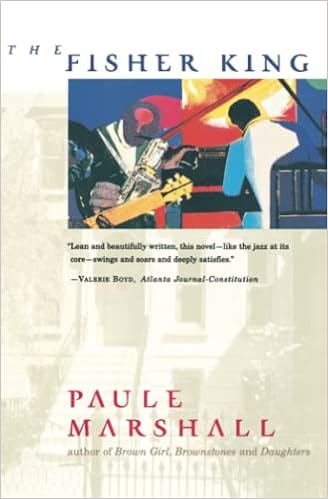 THE FISHER KING
"Lean and beautifully written, this novel—like the jazz at its
core—swings and soars and deeply satisfies."
—VALERIE BOYD, Atlanta Journal-Constitution
PAULE
MARSHALL
author of Brown Girl, Brownstones and Daughters